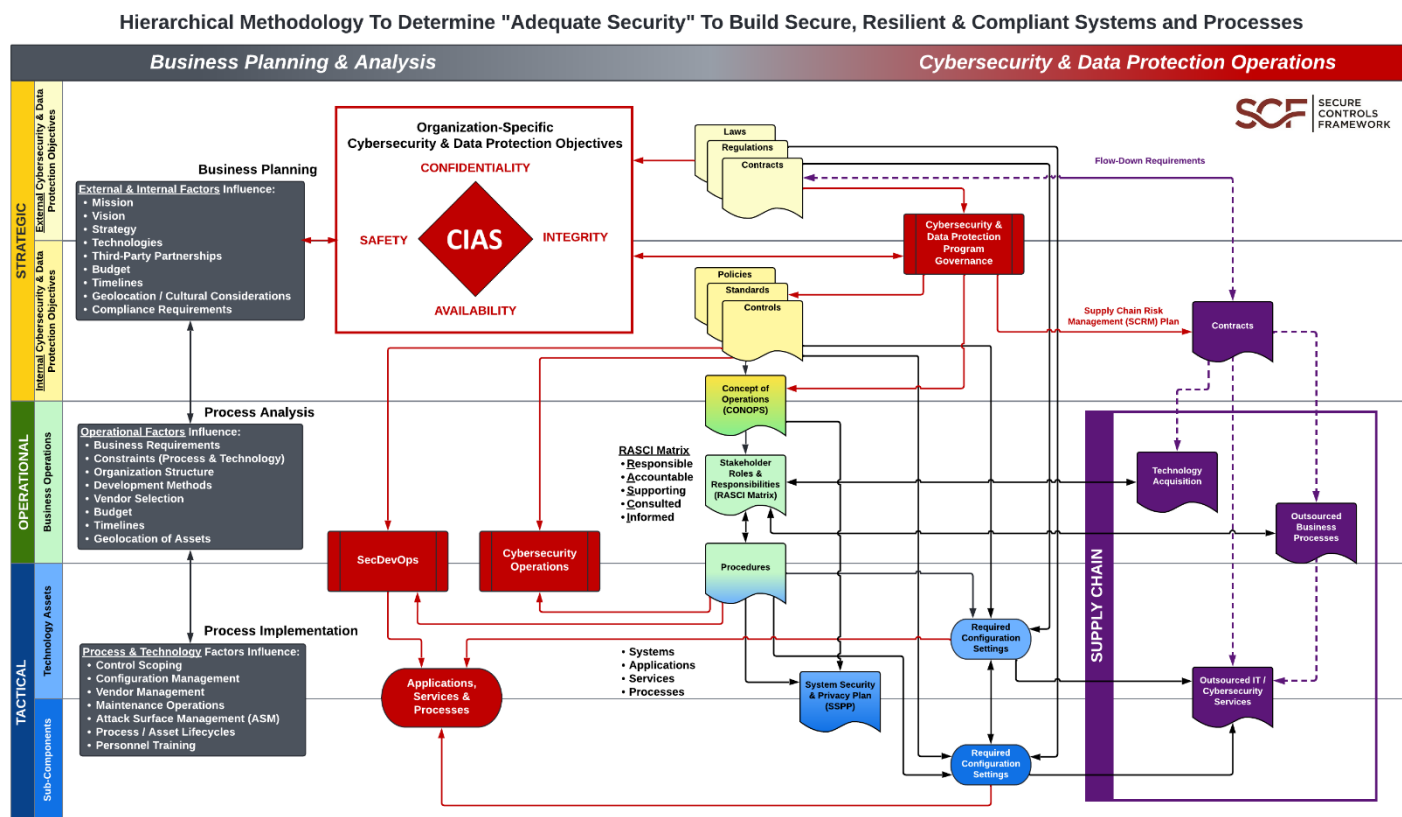 Hierarchical Methodology To Determine "Adequate Security" To Build Secure, Resilient & Compliant Systems and Processes
Business Planning & Analysis
Cybersecurity & Data Protection Operations
STRATEGIC
External Cybersecurity & Data
Protection Objectives
Internal Cybersecurity & Data
Protection Objectives
OPERATIONAL
Business Operations
TACTICAL
Technology Assets
Sub-Components
Business Planning
External & Internal Factors Influence:
• Mission
• Vision
• Strategy
• Technologies
• Third-Party Partnerships
• Budget
• Timelines
• Geolocation / Cultural Considerations
• Compliance Requirements
Process Analysis
Operational Factors Influence:
• Business Requirements
• Constraints (Process & Technology)
• Organization Structure
• Development Methods
• Vendor Selection
• Budget
• Timelines
• Geolocation of Assets
Process Implementation
Process & Technology Factors Influence:
• Control Scoping
• Configuration Management
• Vendor Management
• Maintenance Operations
• Attack Surface Management (ASM)
• Process / Asset Lifecycles
• Personnel Training
Organization-Specific
Cybersecurity & Data Protection Objectives
CONFIDENTIALITY
SAFETY
CIAS
INTEGRITY
AVAILABILITY
Laws
Regulations
Contracts
SCF
SECURE
CONTROLS
FRAMEWORK
Flow-Down Requirements
Cybersecurity &
Data Protection
Program
Governance
Policies
Standards
Controls
Supply Chain Risk
Management (SCRM) Plan
Contracts
Concept of
Operations
(CONOPS)
RASCI Matrix
• Responsible
• Accountable
• Supporting
• Consulted
• Informed
Stakeholder
Roles &
Responsibilities
(RASCI Matrix)
Technology
Acquisition
Outsourced
Business
Processes
SecDevOps
Cybersecurity
Operations
Procedures
SUPPLY CHAIN
Required
Configuration
Settings
• Systems
• Applications
• Services
• Processes
Applications,
Services &
Processes
System Security
& Privacy Plan
(SSPP)
Outsourced IT /
Cybersecurity
Services
Required
Configuration
Settings